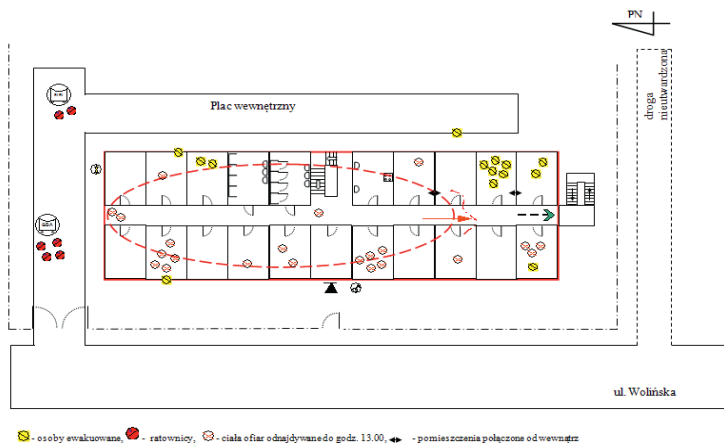 PN
droga
nieutwardzona
Plac wewnętrzny
ul. Wolińska
- osoby ewakuowane, - ratownicy, - ciała ofiar odnajdywane do godz. 13.00, - pomieszczenia połączone od wewnątrz